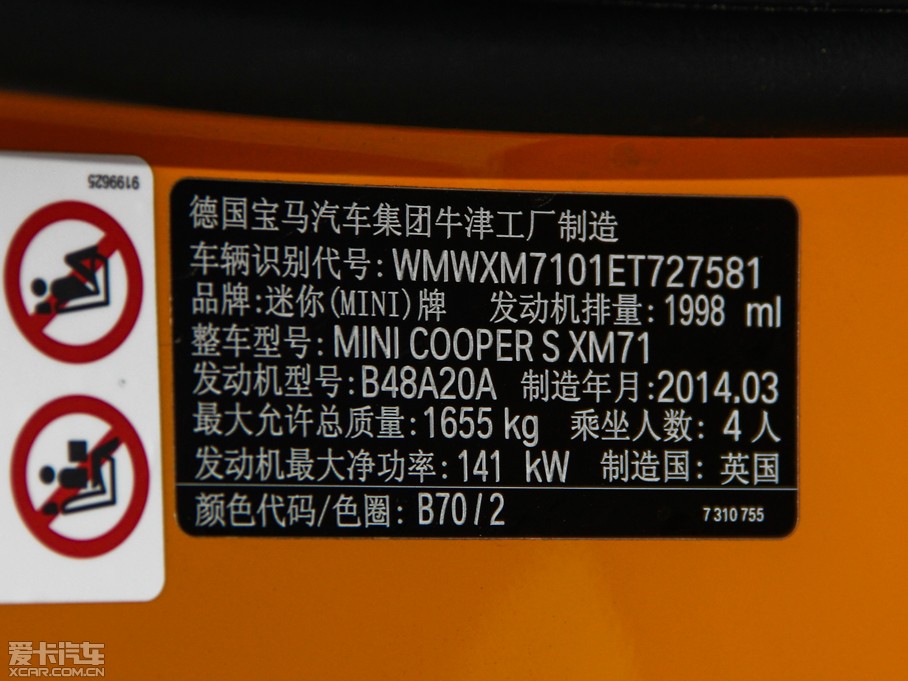 9199625
德国宝马汽车集团牛津工厂制造
车辆识别代号:WMWXM7101ET727581
品牌:迷你(MINI)牌 发动机排量:1998 ml
整车型号:MINI COOPER S XM71
发动机型号:B48A20A 制造年月:2014.03
最大允许总质量:1655 kg 乘坐人数: 4 人
发动机最大净功率:141 kW 制造国: 英国
颜色代码/色圈: B70/2 7 310 755
爱卡汽车
XCAR.COM.CN